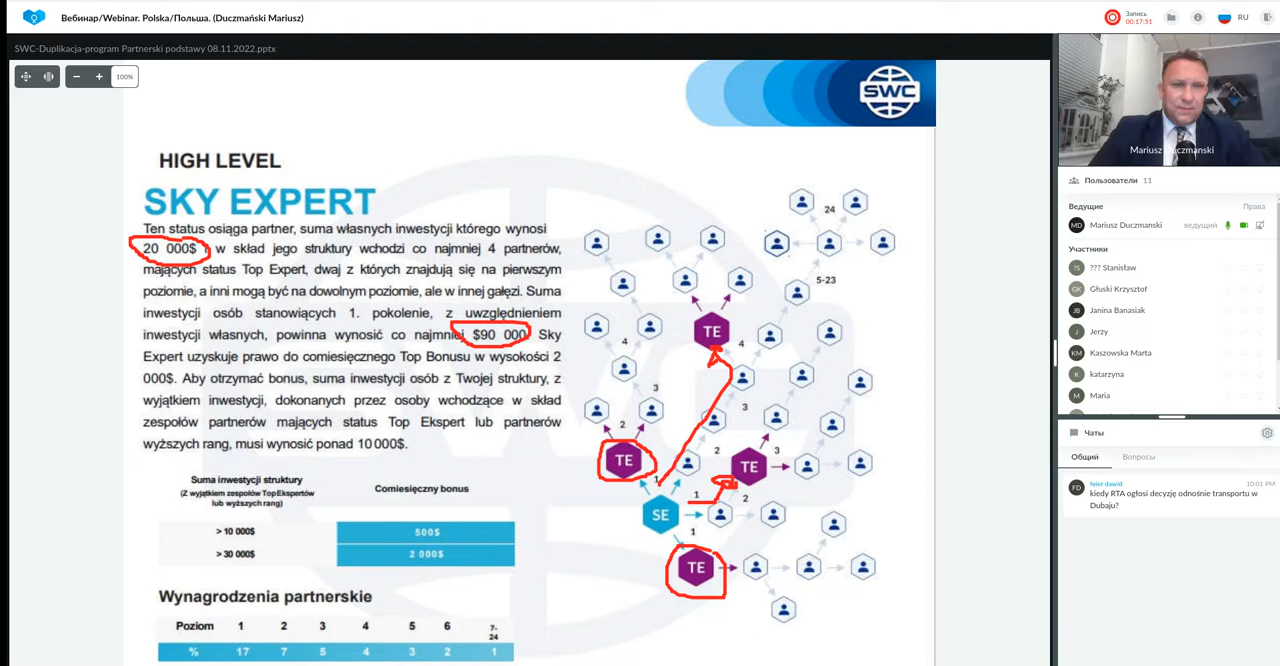 Вебинар/Webinar. Polska/Польша. (Duczmański Mariusz)
Запись
00:17:51
RU
SWC-Duplikacja-program Partnerski podstawy 08.11.2022.pptx
100%
SWC
HIGH LEVEL
SKY EXPERT
Ten status osiąga partner, suma własnych inwestycji którego wynosi
20 000$ i w skład jego struktury wchodzi co najmniej 4 partnerów,
mających status Top Expert, dwaj z których znajdują się na pierwszym
poziomie, a inni mogą być na dowolnym poziomie, ale w innej gałęzi. Suma
inwestycji osób stanowiących 1. pokolenie, z uwzględnieniem
inwestycji własnych, powinna wynosić co najmniej $90 000. Sky
Expert uzyskuje prawo do comiesięcznego Top Bonusu w wysokości 2
000$. Aby otrzymać bonus, suma inwestycji osób z Twojej struktury, z
wyjątkiem inwestycji, dokonanych przez osoby wchodzące w skład
zespołów partnerów mających status Top Ekspert lub partnerów
wyższych rang, musi wynosić ponad 10 000$.
Suma inwestycji struktury
(Z wyjątkiem zespołów Top Ekspertów
lub wyższych rang)
Comiesięczny bonus
> 10 000$ 500$
> 30 000$ 2 000$
Wynagrodzenia partnerskie
Poziom 1 2 3 4 5 6 7-
24
% 17 7 5 4 3 2 1
24
5-23
TE
4
4
3
3
2
2
3
TE
1
TE
1
2
SE
1
TE
Mariusz Duczmanski
Пользователи 11
Ведущие Права
MD Mariusz Duczmanski ведущий
Участники
?S ??? Stanisław
GK Głuski Krzysztof
JB Janina Banasiak
J Jerzy
KM Kaszowska Marta
K katarzyna
M Maria
Чаты
Общий Вопросы
FD feier dawid 10:01 PM
kiedy RTA ogłosi decyzję odnośnie transportu w
Dubaju?